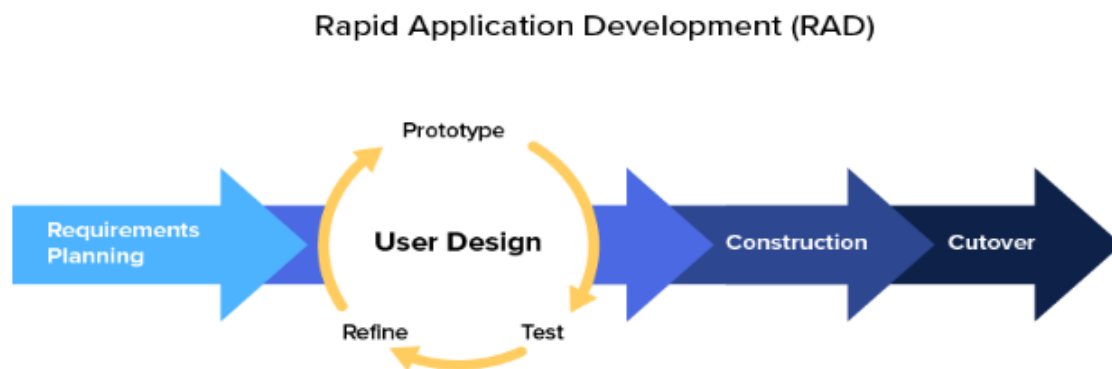 Rapid Application Development (RAD)
Prototype
Requirements
Planning
User Design
Construction
Cutover
Refine
Test